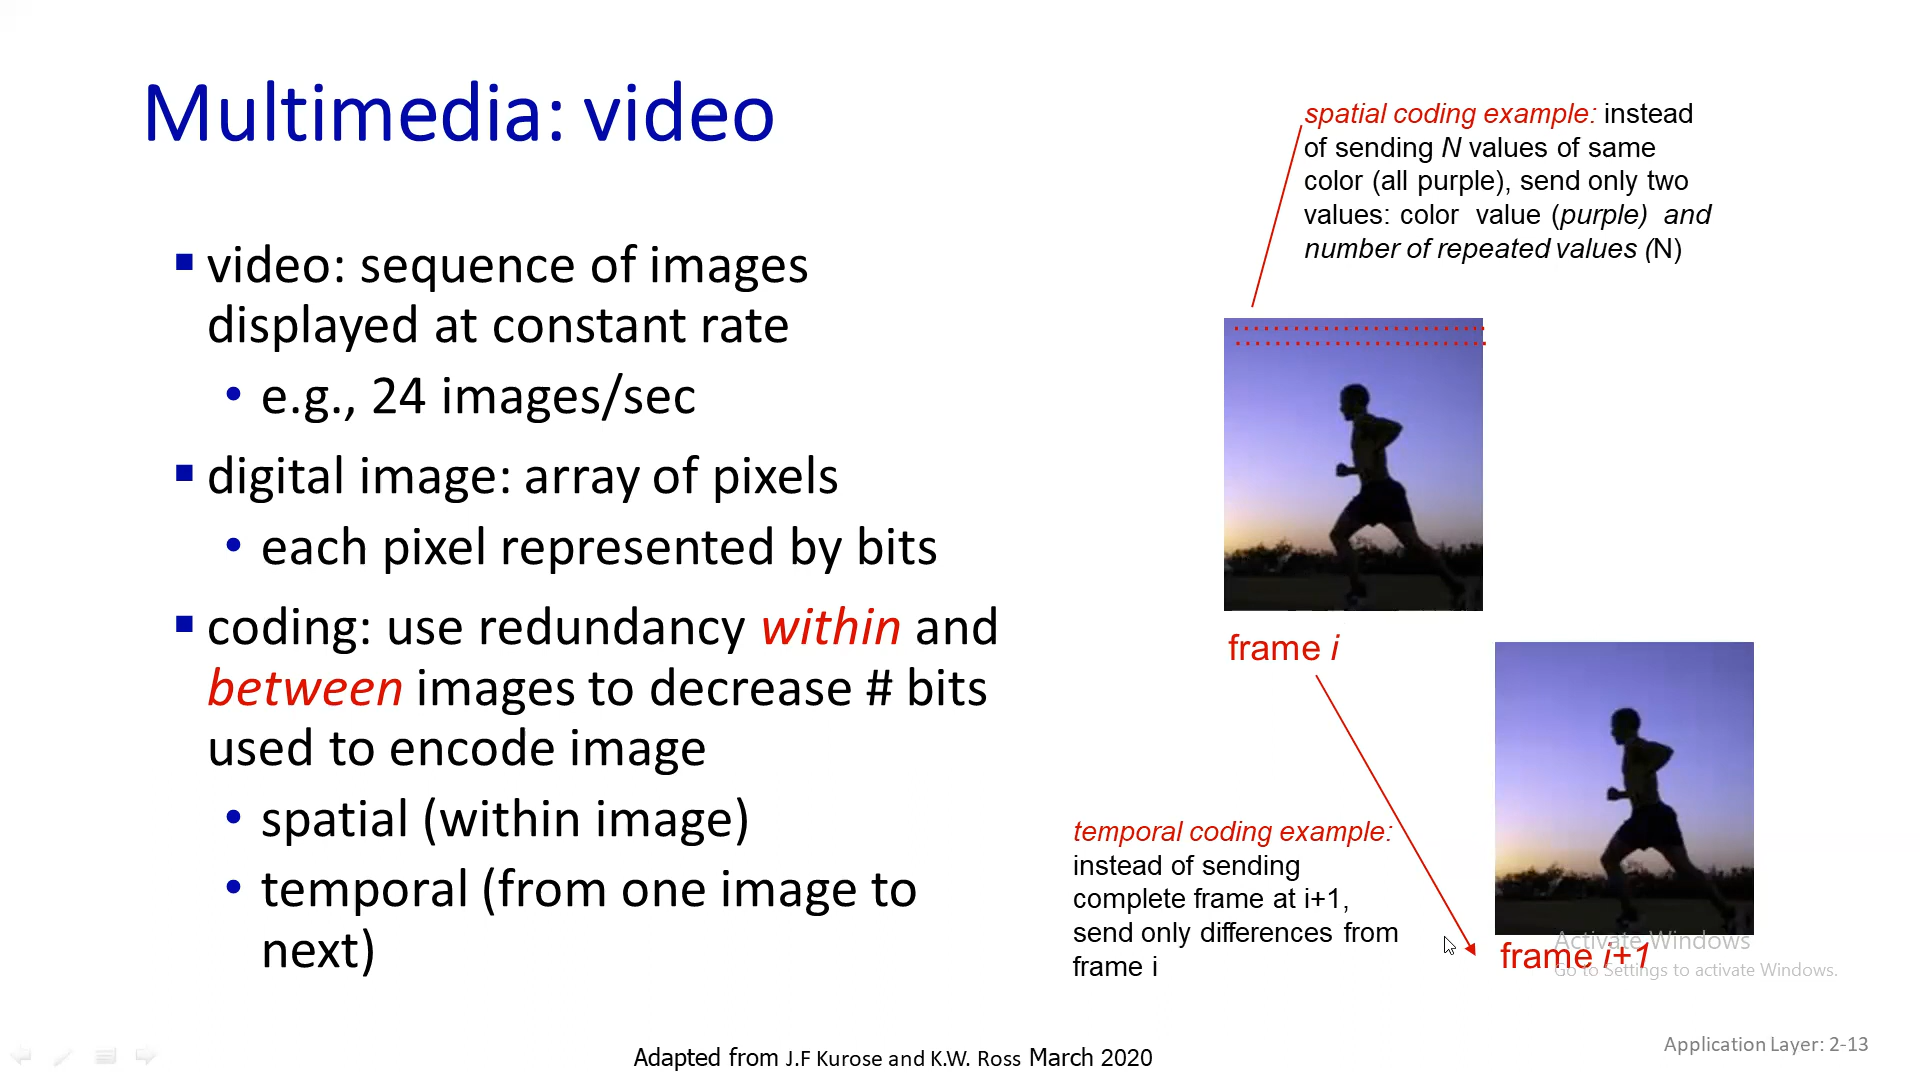 Multimedia: video
video: sequence of images
displayed at constant rate
e.g., 24 images/sec
digital image: array of pixels
each pixel represented by bits
coding: use redundancy within and
between images to decrease # bits
used to encode image
spatial (within image)
temporal (from one image to
next)
spatial coding example: instead
of sending N values of same
color (all purple), send only two
values: color value (purple) and
number of repeated values (N)
frame i
temporal coding example:
instead of sending
complete frame at i+1,
send only differences from
frame i
frame i+1
Activate Windows
Go to Settings to activate Windows.
Adapted from J.F Kurose and K.W. Ross March 2020
Application Layer: 2-13